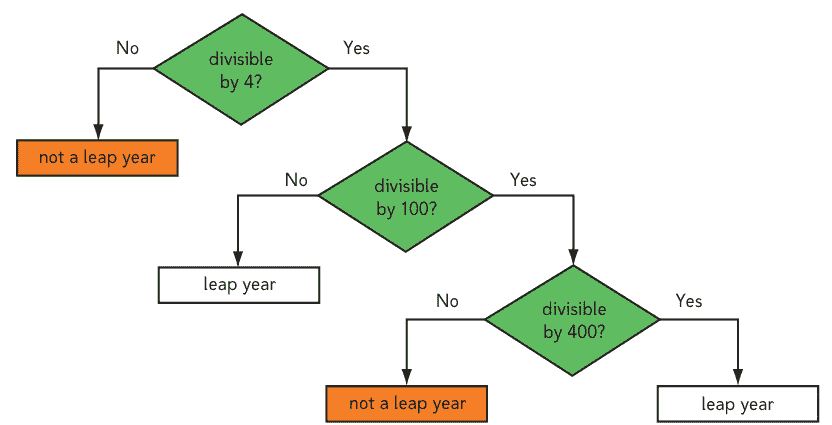 No
Yes
divisible
by 4?
not a leap year
No
Yes
divisible
by 100?
leap year
No
Yes
divisible
by 400?
not a leap year
leap year